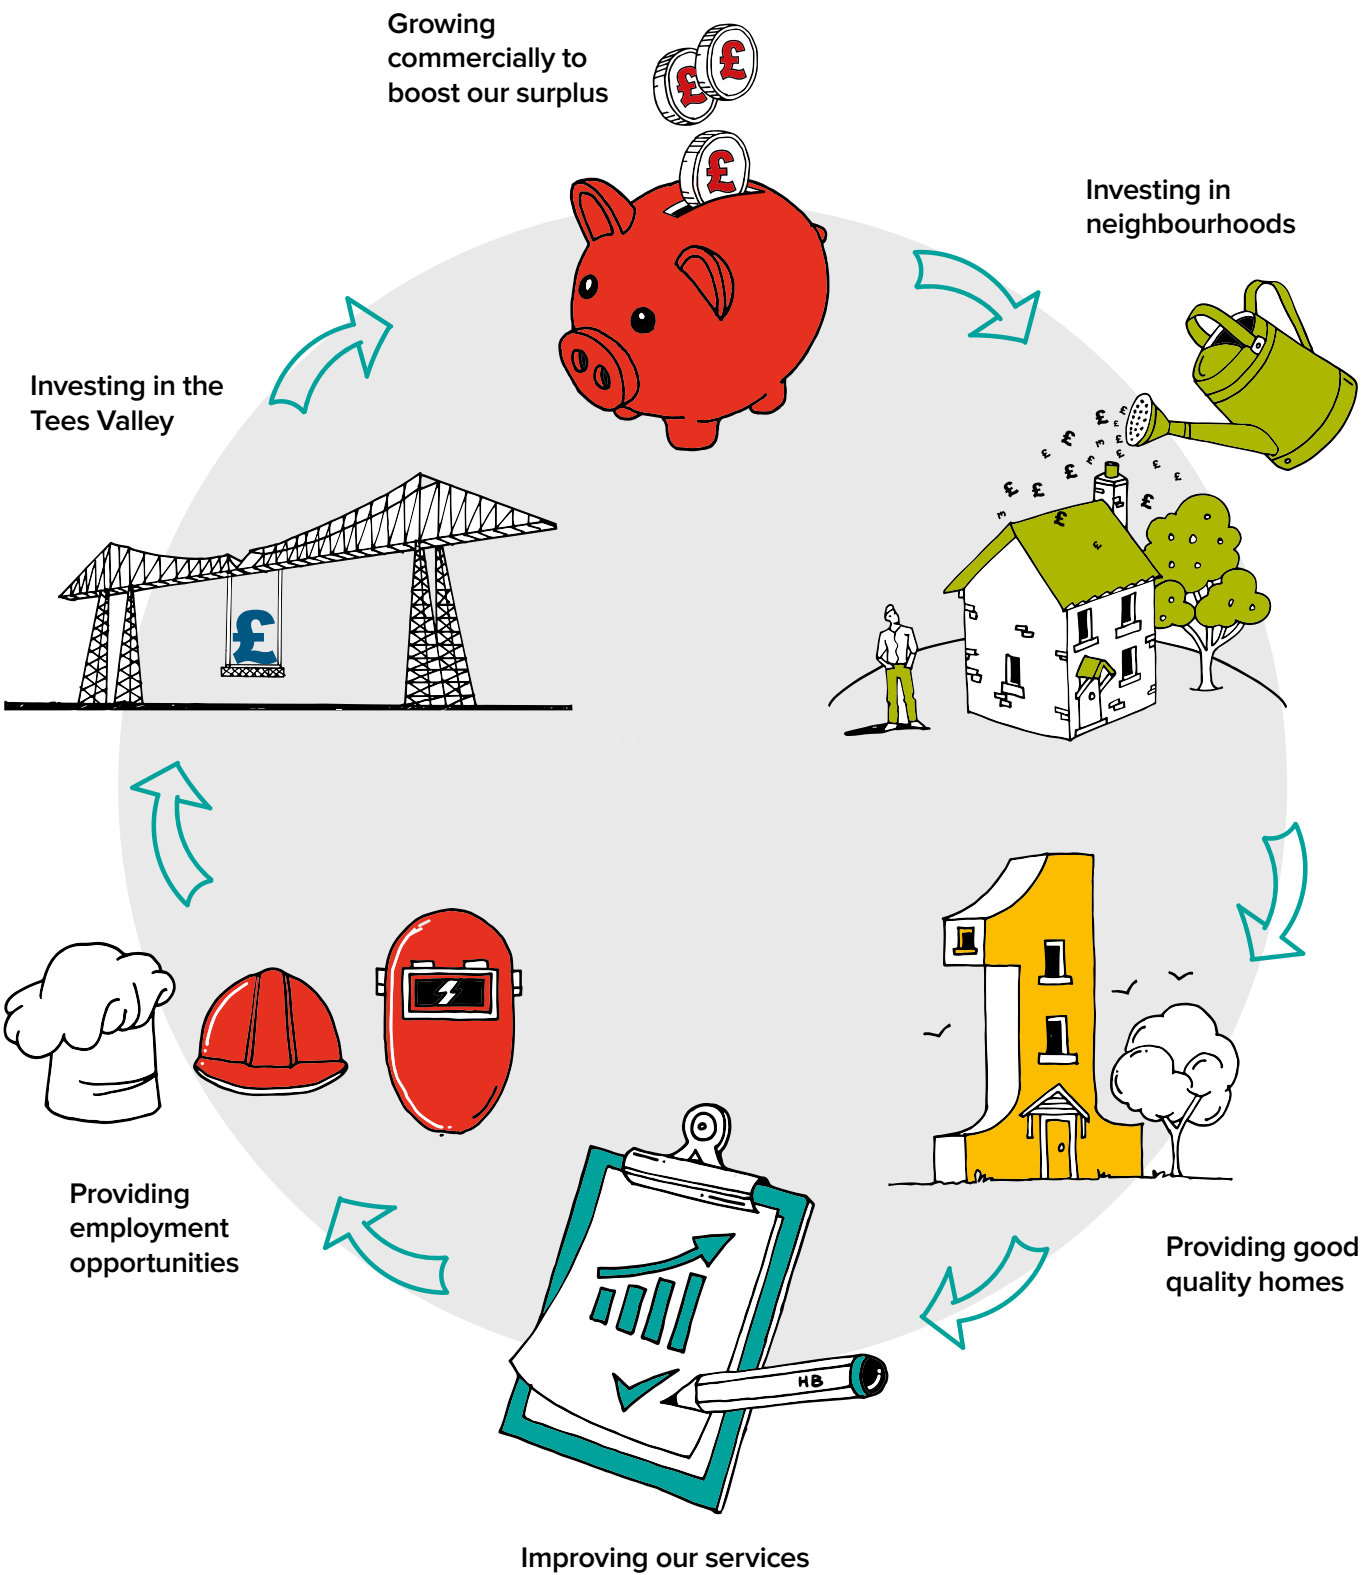 Growing
commercially to
boost our surplus
£
£
£
Investing in
neighbourhoods
Investing in the
Tees Valley
£ £ £ £ £ £ £ £ £ £ £ £ £ £ £ £ £ £ £ £
£
Providing
employment
opportunities
Providing good
quality homes
HB
Improving our services